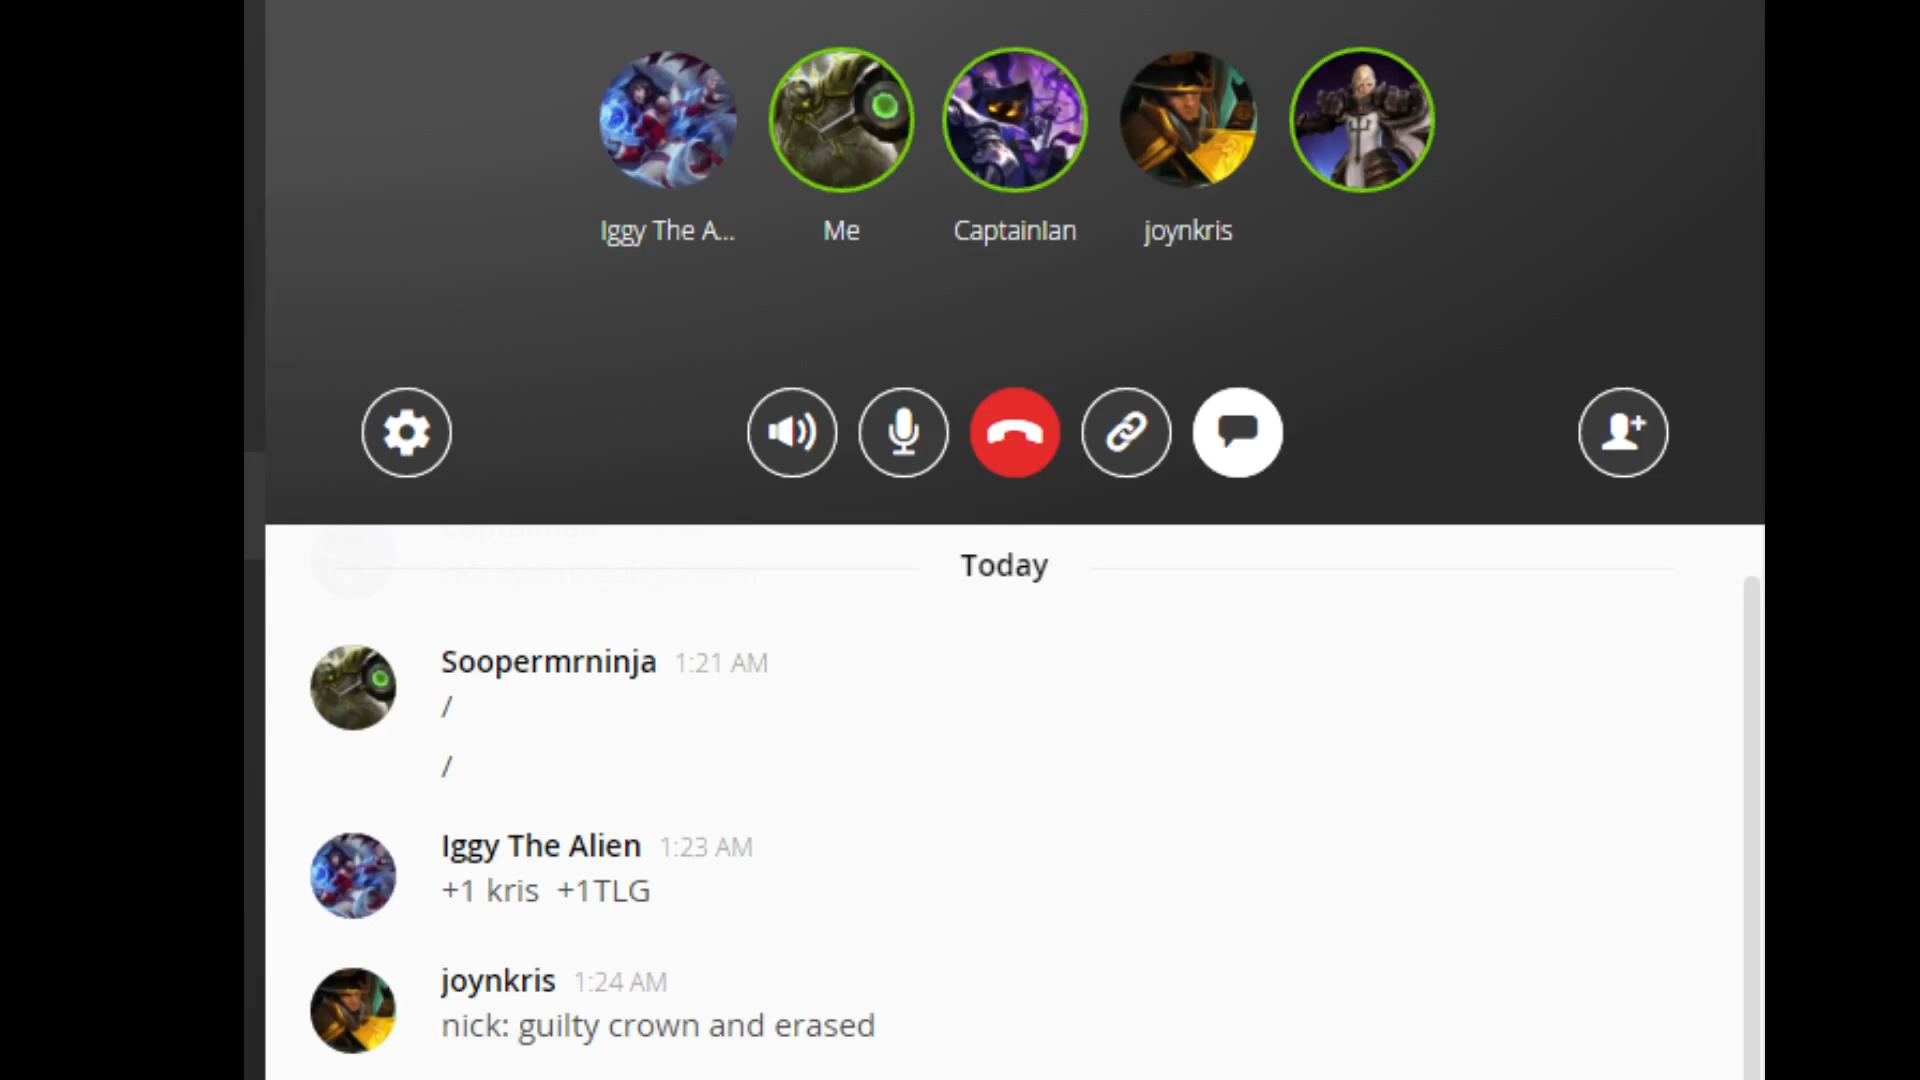 Iggy The A...
Me
CaptainIan
joynkris
Today
Soopermrninja 1:21 AM
/
/
Iggy The Alien 1:23 AM
+1 kris +1TLG
joynkris 1:24 AM
nick: guilty crown and erased